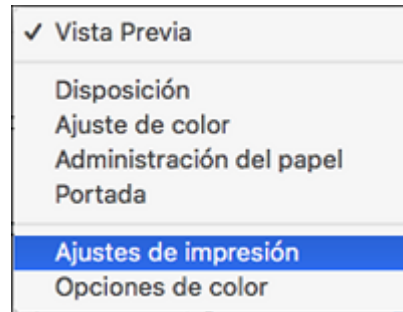 ✓ Vista Previa
Disposición
Ajuste de color
Administración del papel
Portada
Ajustes de impresión
Opciones de color